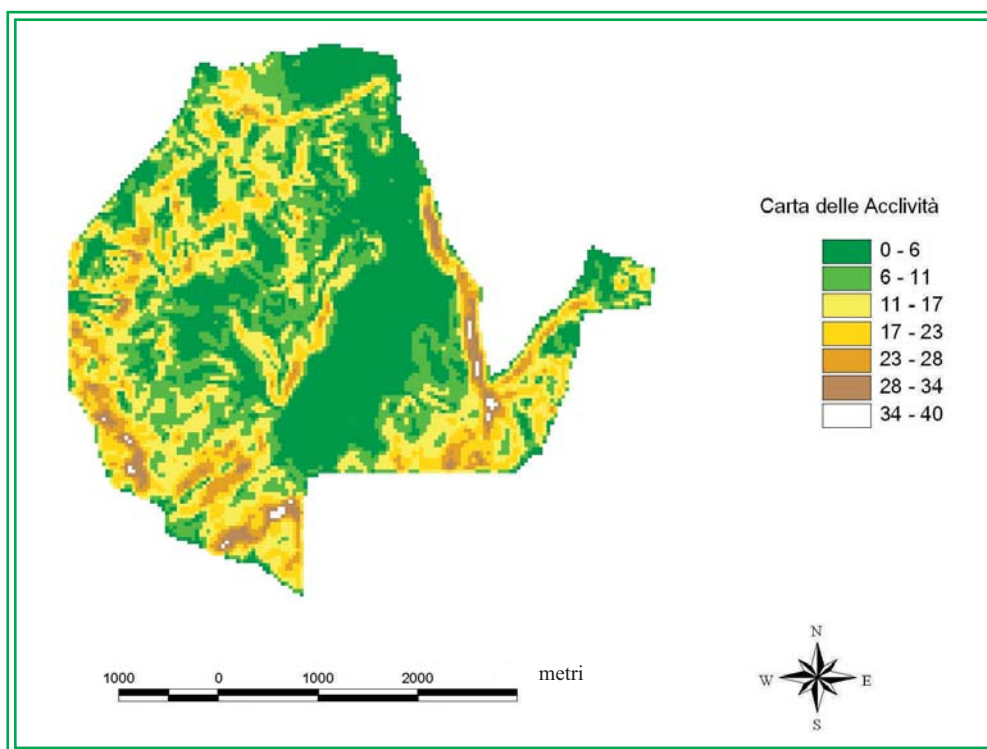 Carta delle Acclività
0 - 6
6 - 11
11 - 17
17 - 23
23 - 28
28 - 34
34 - 40
1000 0 1000 2000 metri
N
W E
S